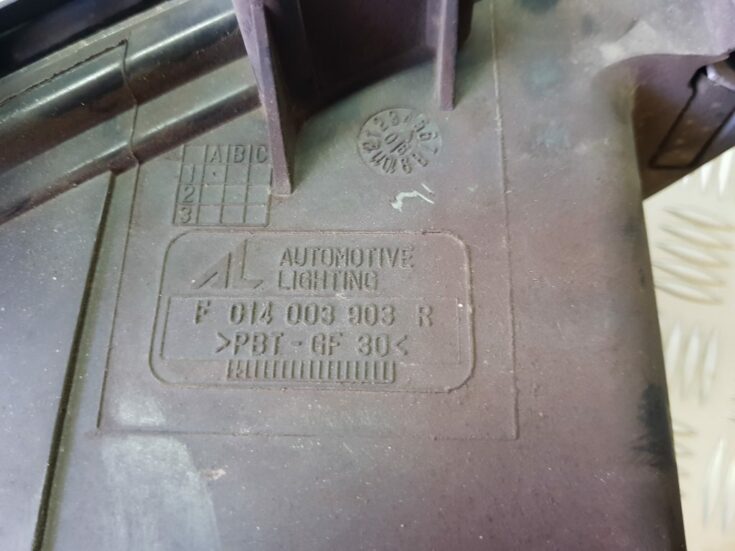 A B C
1
2
3
AL
AUTOMOTIVE
LIGHTING
F 014 003 903 R
>PBT-GF 30<